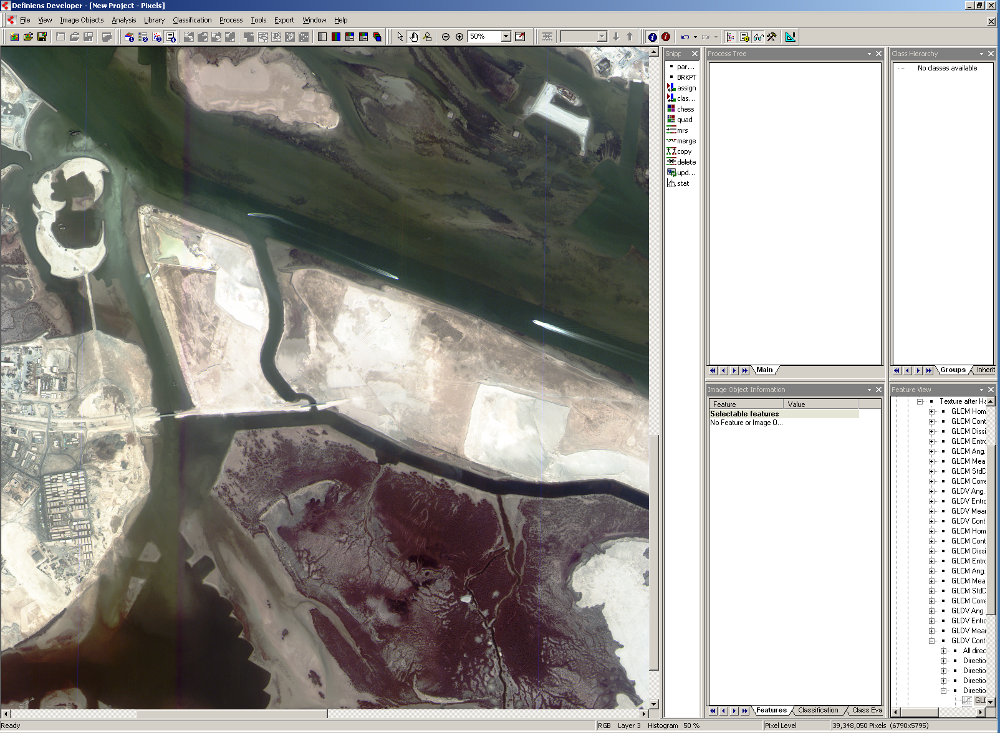 Definiens Developer - [New Project - Pixels]
File View Image Objects Analysis Library Classification Process Tools Export Window Help
50%
Snipp
par...
BRKPT
assign
clas...
chess
quad
mrs
merge
copy
delete
upd...
stat
Process Tree
Main
Class Hierarchy
No classes available
Groups Inherit
Image Object Information
Feature Value
Selectable features
No Feature or Image O...
Features Classification Class Eva
Feature View
Texture after Ha
GLCM Hom
GLCM Cont
GLCM Dissi
GLCM Entro
GLCM Ang.
GLCM Mea
GLCM StdD
GLCM Corre
GLDV Ang.
GLDV Entro
GLDV Mear
GLDV Cont
GLCM Hom
GLCM Cont
GLCM Dissi
GLCM Entro
GLCM Ang.
GLCM Mea
GLCM StdD
GLCM Corre
GLDV Ang.
GLDV Entro
GLDV Mear
GLDV Cont
All direc
Directio
Directio
Directio
Directio
Ready
RGB Layer 3 Histogram 50 %
Pixel Level
39,348,050 Pixels (6790x5795)